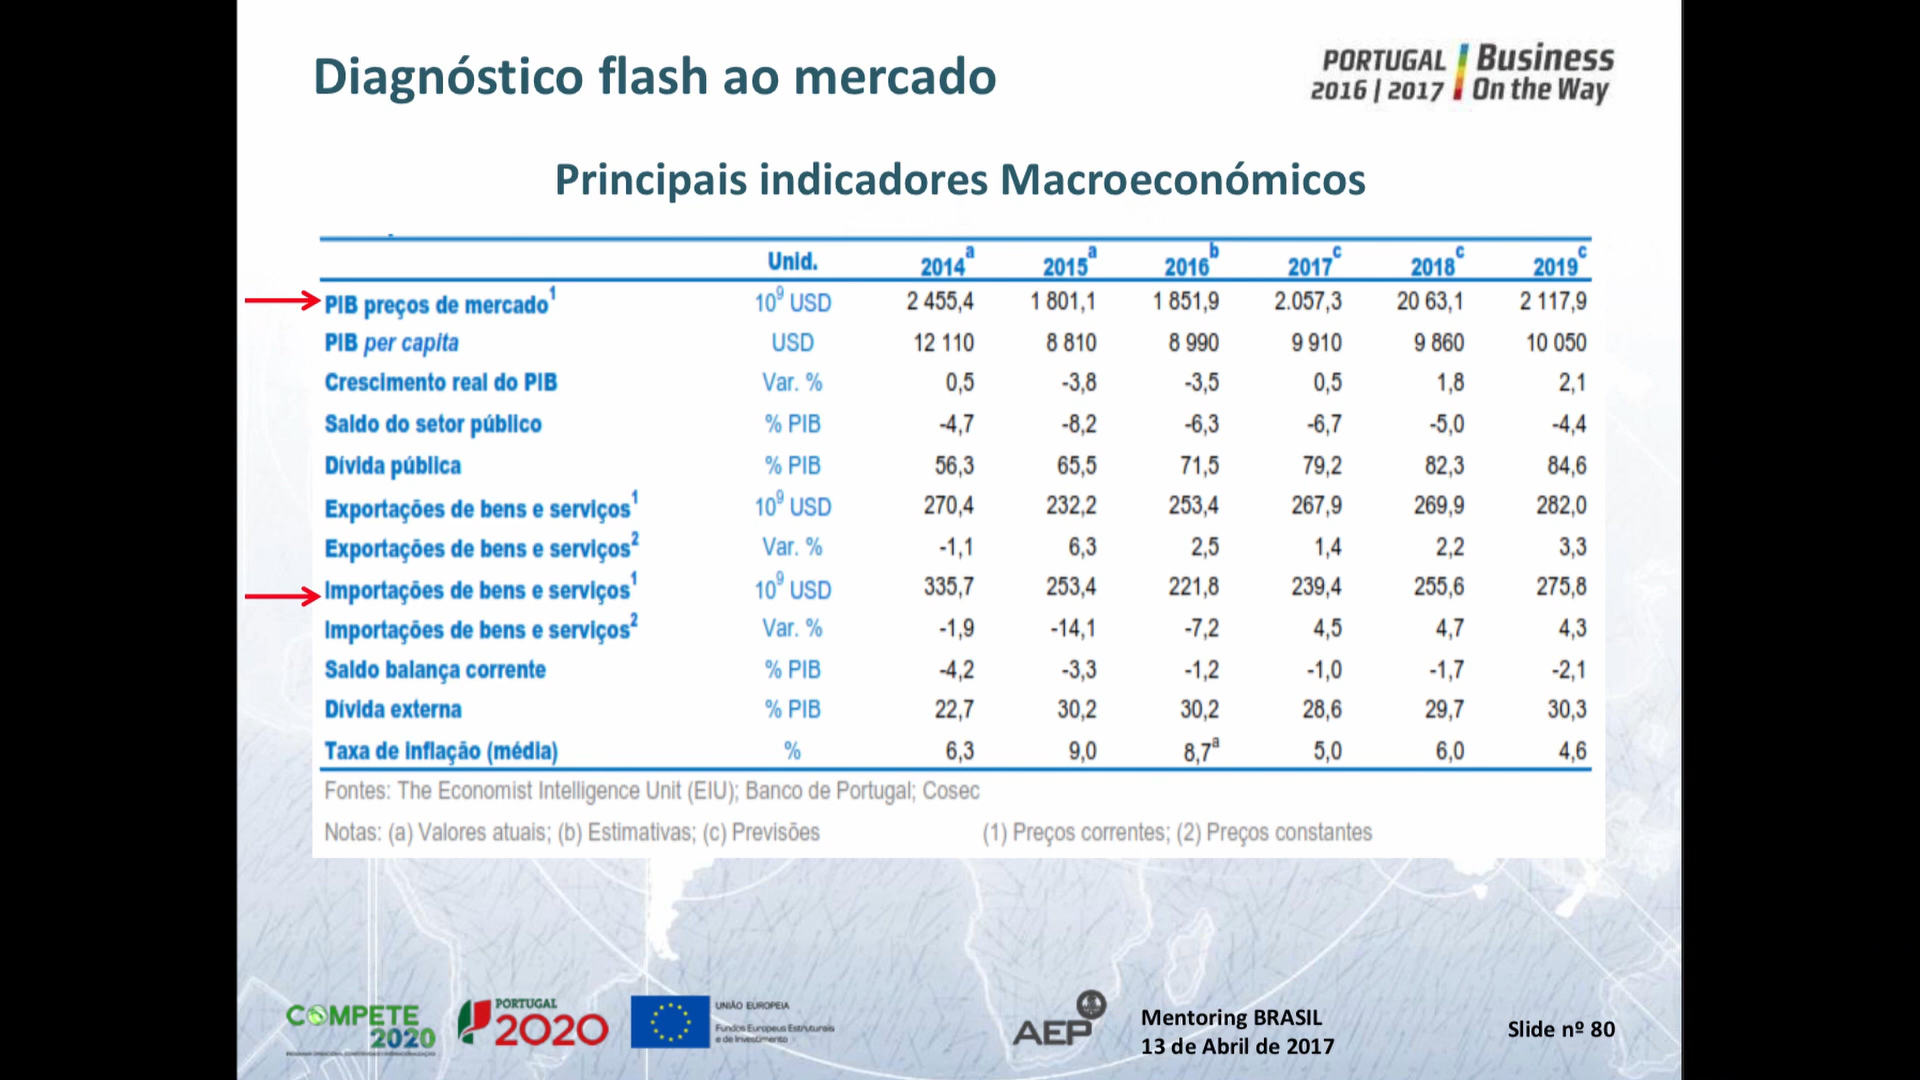 Diagnóstico flash ao mercado
PORTUGAL Business
2016 | 2017 On the Way
Principais indicadores Macroeconómicos
Unid. 2014a 2015a 2016b 2017c 2018c 2019c
PIB preços de mercado1 109 USD 2 455,4 1 801,1 1 851,9 2.057,3 20 63,1 2 117,9
PIB per capita USD 12 110 8 810 8 990 9 910 9 860 10 050
Crescimento real do PIB Var. % 0,5 -3,8 -3,5 0,5 1,8 2,1
Saldo do setor público % PIB -4,7 -8,2 -6,3 -6,7 -5,0 -4,4
Dívida pública % PIB 56,3 65,5 71,5 79,2 82,3 84,6
Exportações de bens e serviços1 109 USD 270,4 232,2 253,4 267,9 269,9 282,0
Exportações de bens e serviços2 Var. % -1,1 6,3 2,5 1,4 2,2 3,3
Importações de bens e serviços1 109 USD 335,7 253,4 221,8 239,4 255,6 275,8
Importações de bens e serviços2 Var. % -1,9 -14,1 -7,2 4,5 4,7 4,3
Saldo balança corrente % PIB -4,2 -3,3 -1,2 -1,0 -1,7 -2,1
Dívida externa % PIB 22,7 30,2 30,2 28,6 29,7 30,3
Taxa de inflação (média) % 6,3 9,0 8,7a 5,0 6,0 4,6
Fontes: The Economist Intelligence Unit (EIU); Banco de Portugal; Cosec
Notas: (a) Valores atuais; (b) Estimativas; (c) Previsões (1) Preços correntes; (2) Preços constantes
COMPETE
2020
PORTUGAL
2020
UNIÃO EUROPEIA
Fundos Europeus Estruturais
e de Investimento
AEP
Mentoring BRASIL
13 de Abril de 2017
Slide nº 80